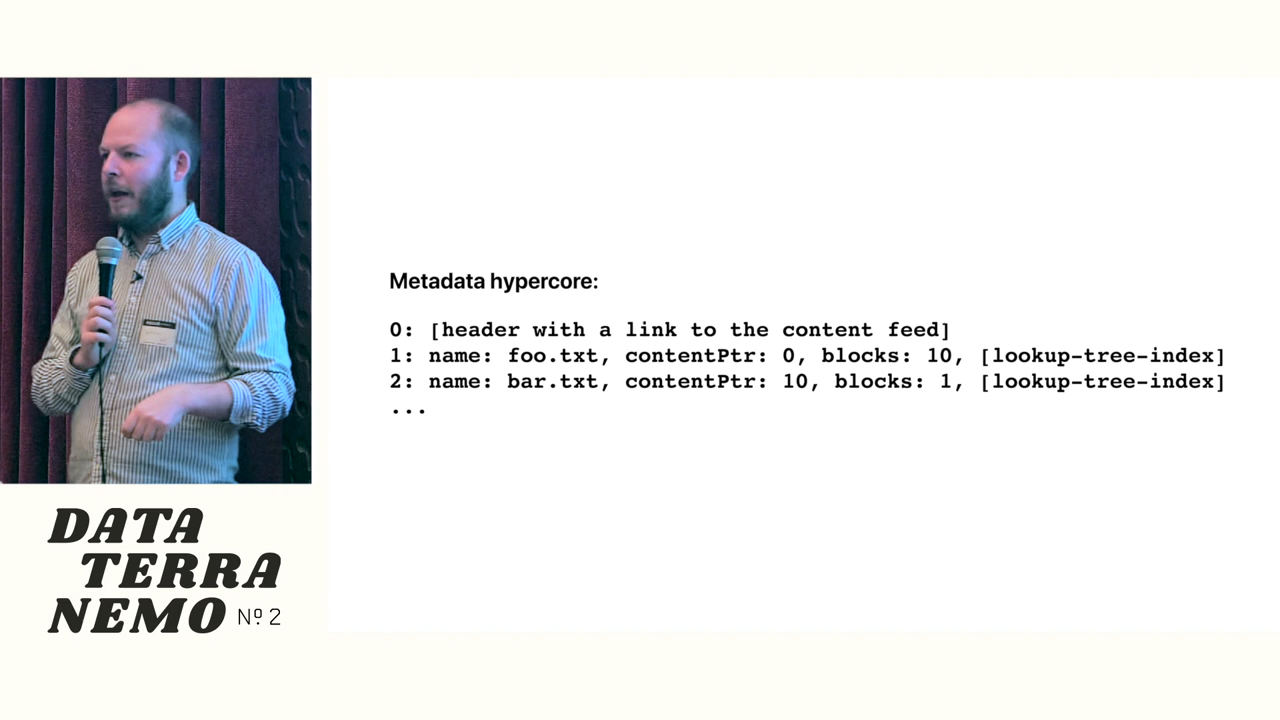 Metadata hypercore:
0: [header with a link to the content feed]
1: name: foo.txt, contentPtr: 0, blocks: 10, [lookup-tree-index]
2: name: bar.txt, contentPtr: 10, blocks: 1, [lookup-tree-index]
...
DATA
TERRA
NEMO Nº 2